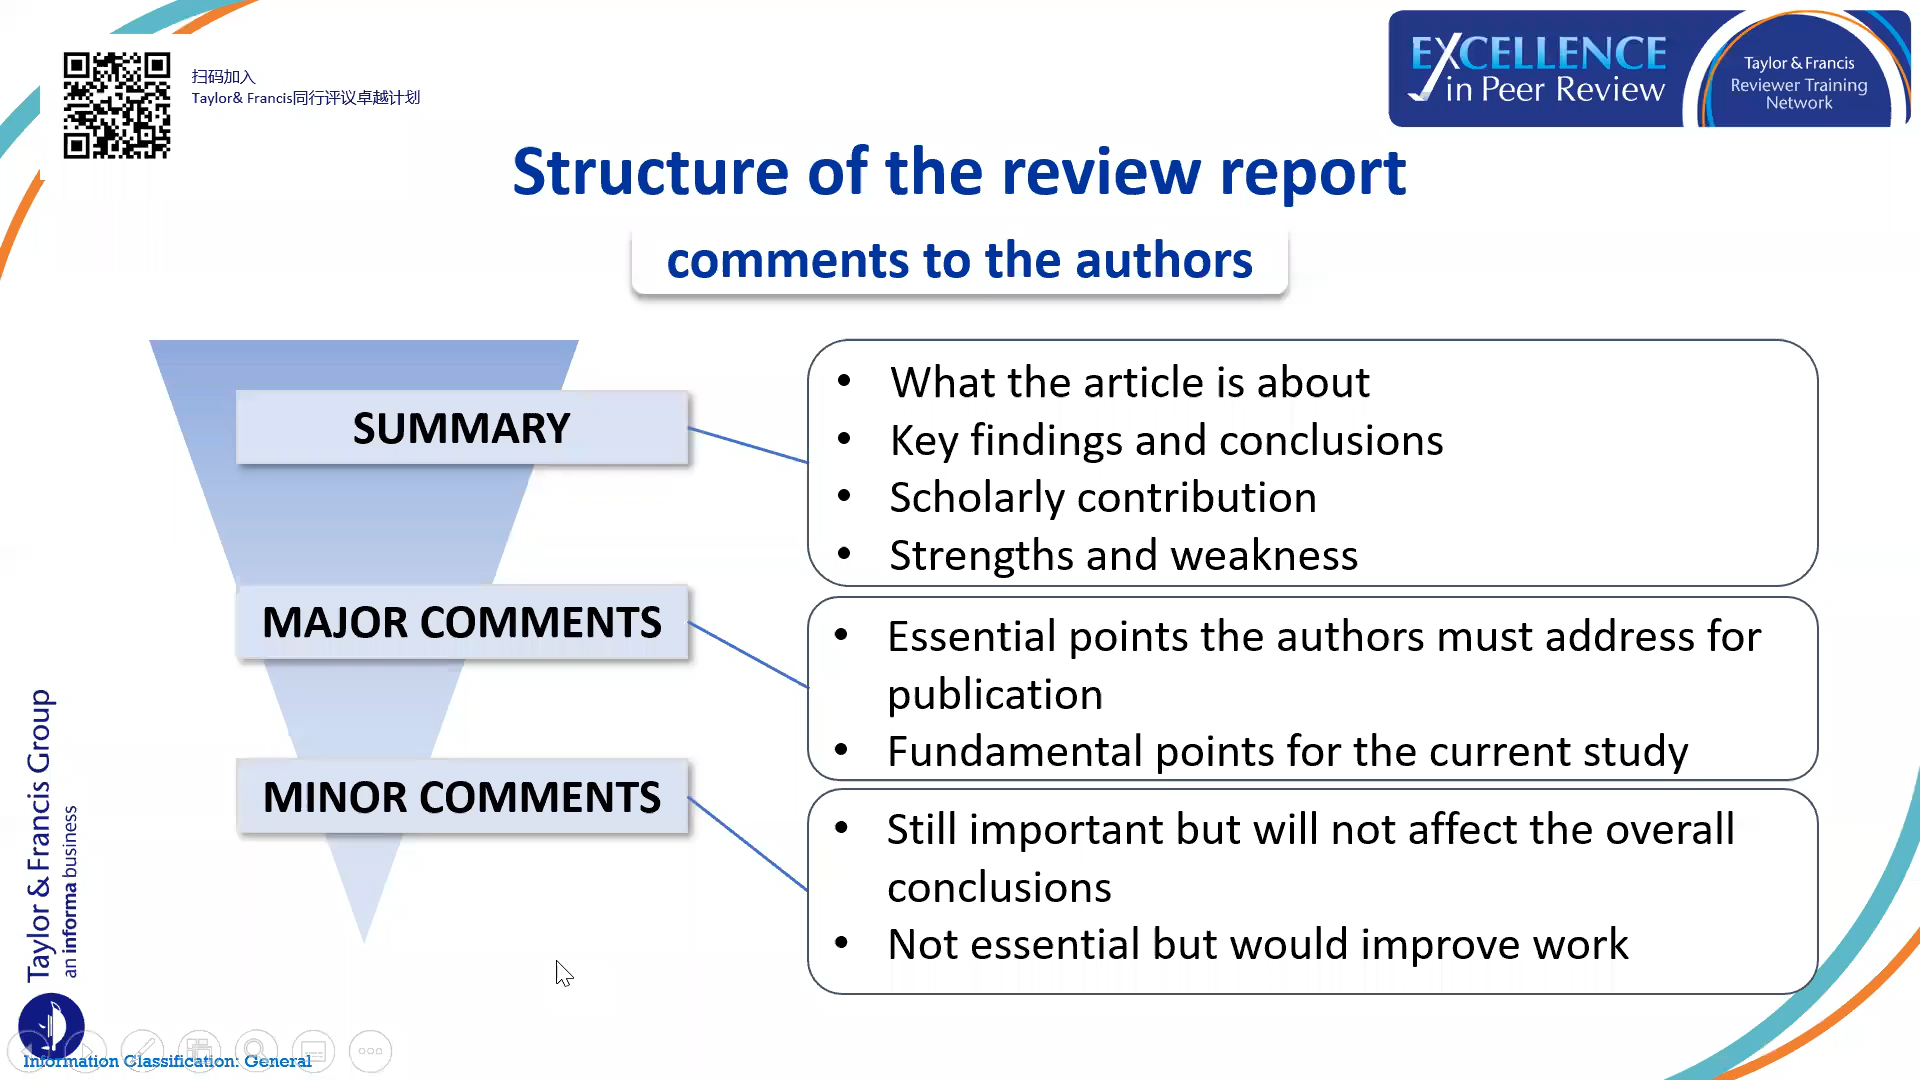 扫码加入
Taylor& Francis同行评议卓越计划
EXCELLENCE
in Peer Review
Taylor & Francis
Reviewer Training
Network
Structure of the review report
comments to the authors
SUMMARY
• What the article is about
• Key findings and conclusions
• Scholarly contribution
• Strengths and weakness
MAJOR COMMENTS
• Essential points the authors must address for
publication
• Fundamental points for the current study
MINOR COMMENTS
• Still important but will not affect the overall
conclusions
• Not essential but would improve work
Taylor & Francis Group
an informa business
Information Classification: General